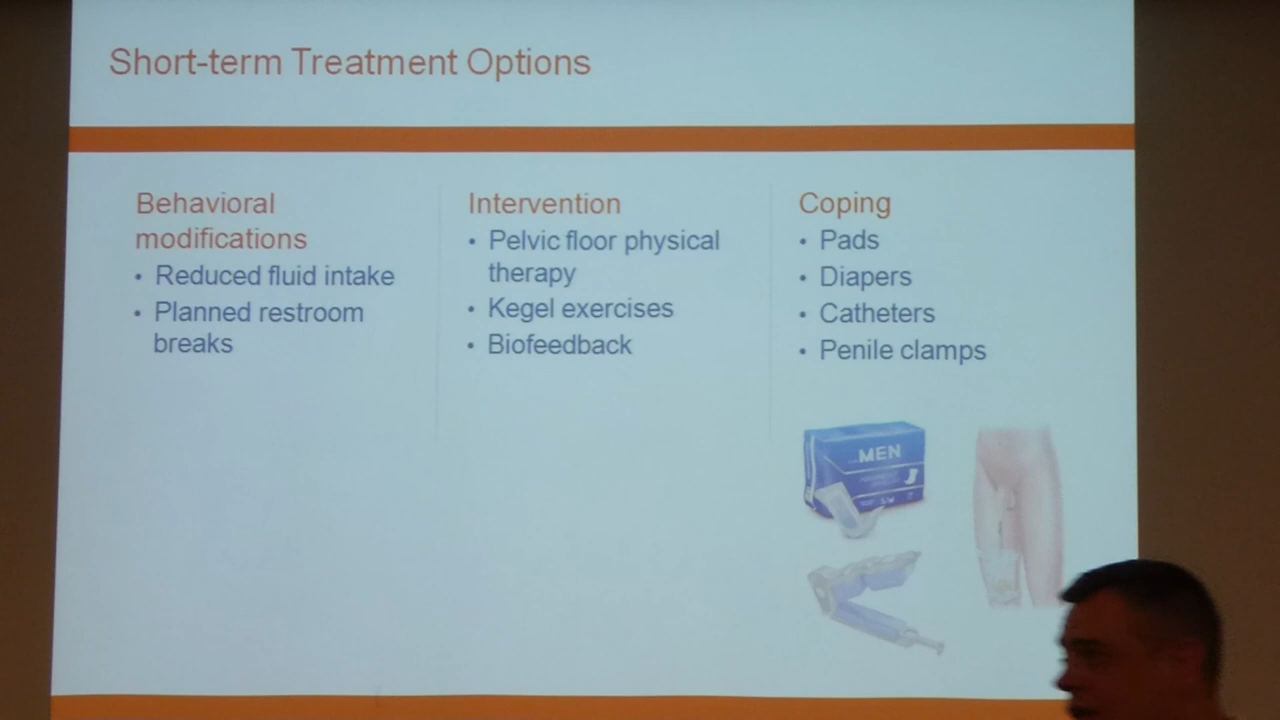 Short-term Treatment Options
Behavioral
modifications
• Reduced fluid intake
• Planned restroom
breaks
Intervention
• Pelvic floor physical
therapy
• Kegel exercises
• Biofeedback
Coping
• Pads
• Diapers
• Catheters
• Penile clamps
MEN